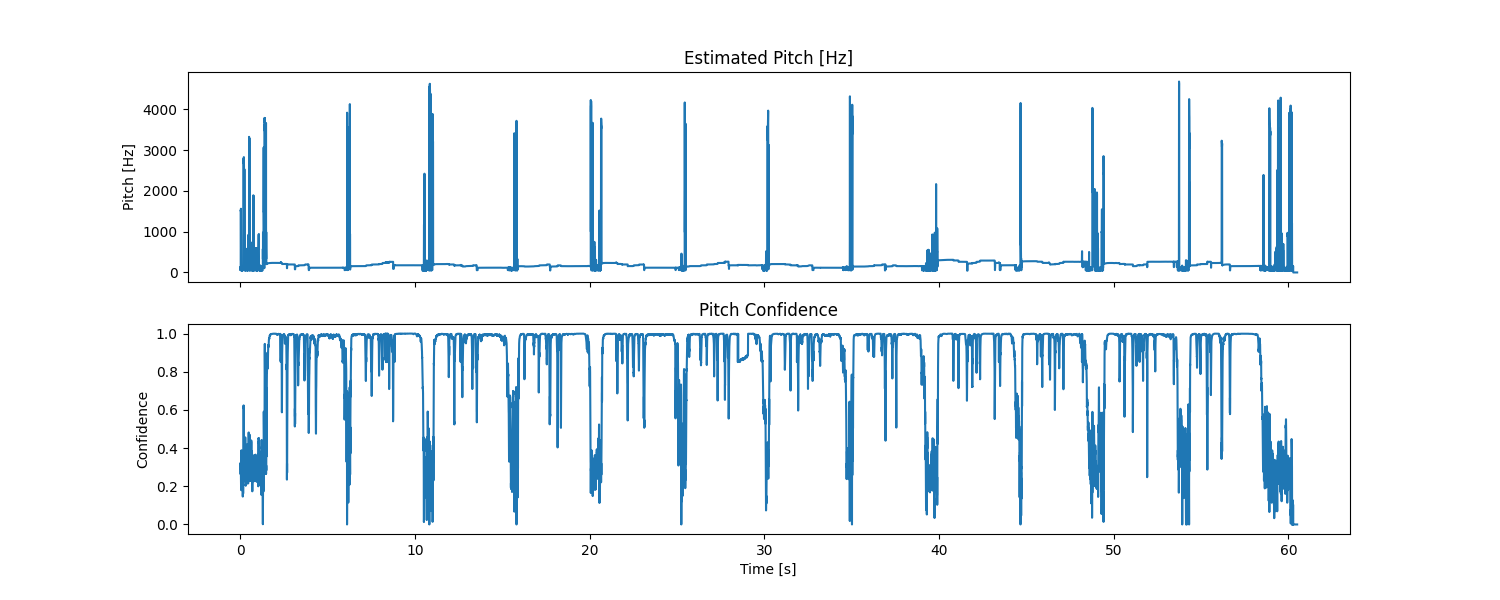 Estimated Pitch [Hz]
4000
3000
2000
1000
0
Pitch [Hz]
Pitch Confidence
1.0
0.8
0.6
0.4
0.2
0.0
Confidence
0 10 20 30 40 50 60
Time [s]